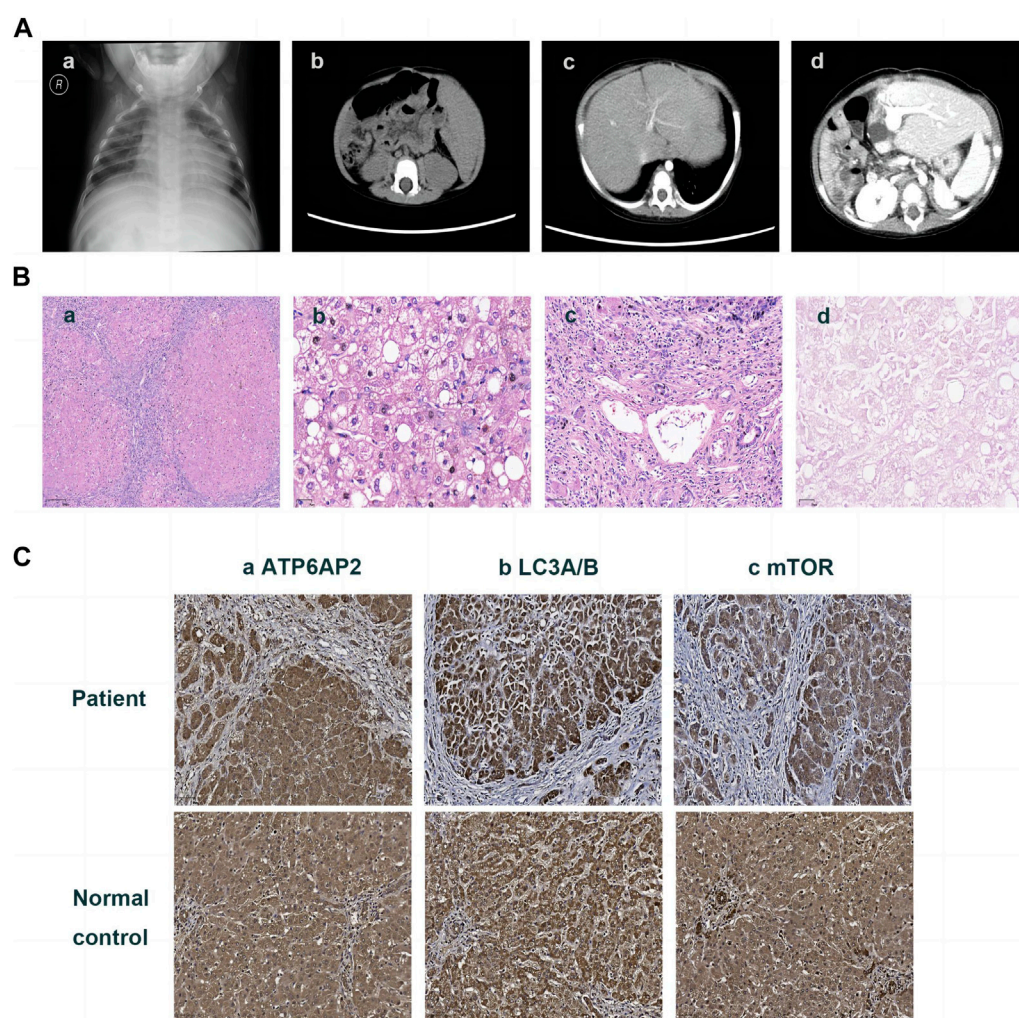 A
a
R
b
c
d
B
a
b
c
d
C
a ATP6AP2
b LC3A/B
c mTOR
Patient
Normal
control